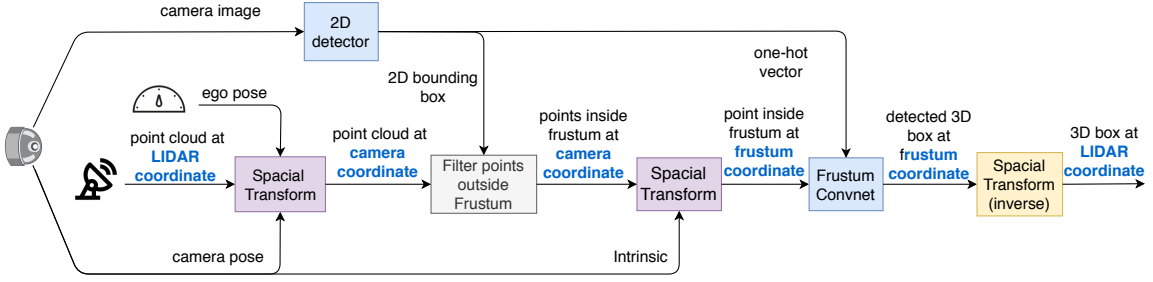 camera image
2D
detector
one-hot
vector
2D bounding
box
ego pose
point cloud at
LIDAR
coordinate
Spacial
Transform
point cloud at
camera
coordinate
Filter points
outside
Frustum
points inside
frustum at
camera
coordinate
Spacial
Transform
point inside
frustum at
frustum
coordinate
Frustum
Convnet
detected 3D
box at
frustum
coordinate
Spacial
Transform
(inverse)
3D box at
LIDAR
coordinate
camera pose
Intrinsic